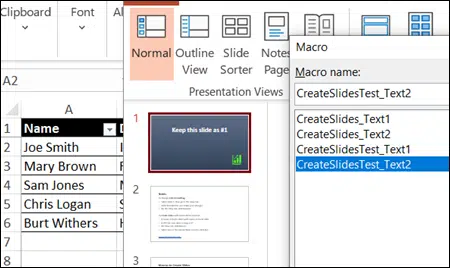 Clipboard
Font
Al
A2
A
1
Name
D
2
Joe Smith
I
3
Mary Brown
F
4
Sam Jones
M
5
Chris Logan
S
6
Burt Withers
H
7
8
9
Normal
Outline View
Slide Sorter
Notes Page
Presentation Views
1
Keep this slide as #1
2
3
Macro
Macro name:
CreateSlidesTest_Text2
CreateSlides_Text1
CreateSlides_Text2
CreateSlidesTest_Text1
CreateSlidesTest_Text2